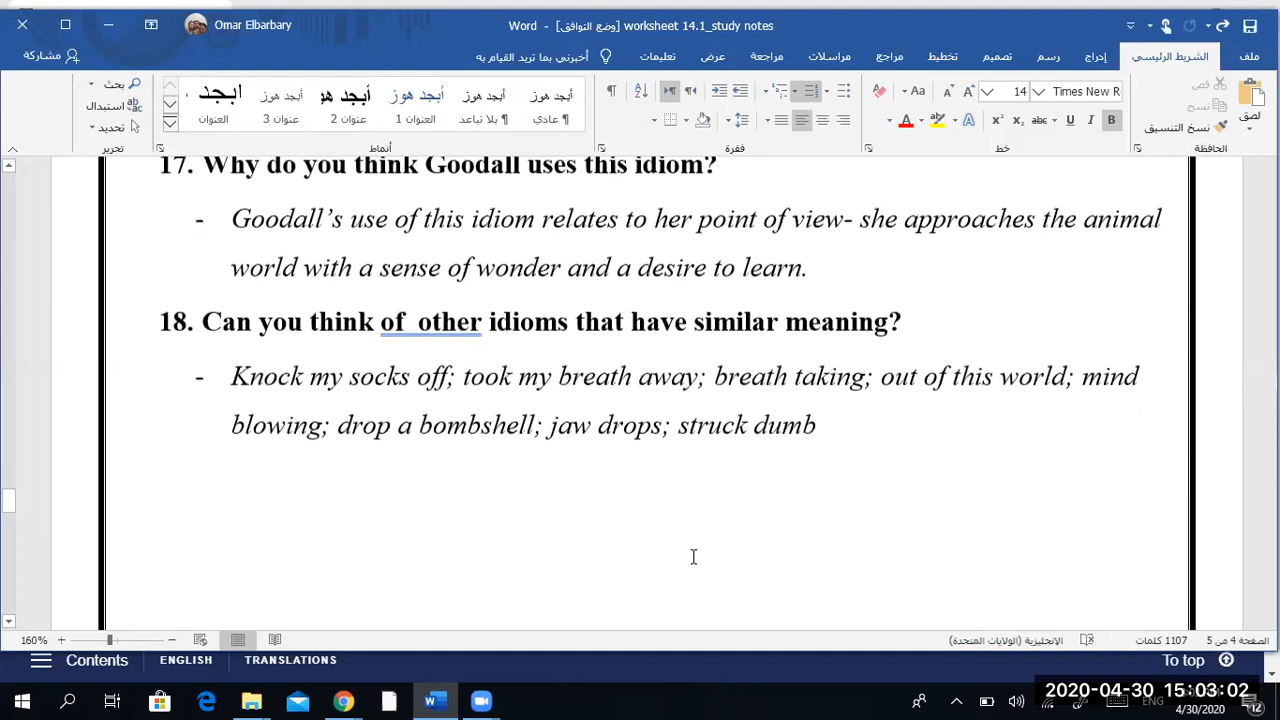 Omar Elbarbary
worksheet 14.1_study notes [وضع التوافق] - Word
ملف
الشريط الرئيسي
إدراج
رسم
تصميم
تخطيط
مراجع
مراسلات
مراجعة
عرض
تعليمات
أخبرني بما تريد القيام به
مشاركة
لصق
قص
نسخ
نسخ التنسيق
الحافظة
Times New R
14
Aa
خط
فقرة
أبجد هوز
عادي
أبجد هوز
بلا تباعد
أبجد هوز
العنوان 1
أبجد هو
عنوان 2
أبجد هوز
عنوان 3
ابجد
العنوان
أنماط
بحث
استبدال
تحديد
تحرير
17. Why do you think Goodall uses this idiom?
- Goodall’s use of this idiom relates to her point of view- she approaches the animal
world with a sense of wonder and a desire to learn.
18. Can you think of other idioms that have similar meaning?
- Knock my socks off; took my breath away; breath taking; out of this world; mind
blowing; drop a bombshell; jaw drops; struck dumb
الصفحة 4 من 5
1107 كلمات
الانجليزية (الولايات المتحدة)
160%
Contents
ENGLISH
TRANSLATIONS
To top
ENG
2020-04-30 15:03:02
4/30/2020
12